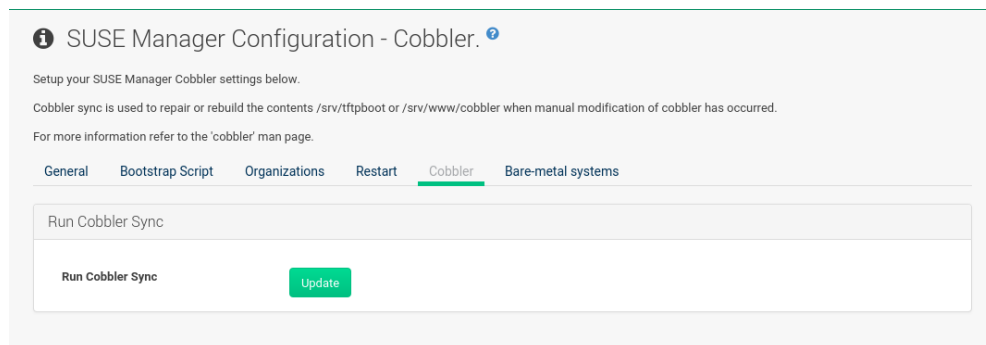 SUSE Manager Configuration - Cobbler.
Setup your SUSE Manager Cobbler settings below.
Cobbler sync is used to repair or rebuild the contents /srv/tftpboot or /srv/www/cobbler when manual modification of cobbler has occurred.
For more information refer to the 'cobbler' man page.
General Bootstrap Script Organizations Restart Cobbler Bare-metal systems
Run Cobbler Sync
Run Cobbler Sync Update